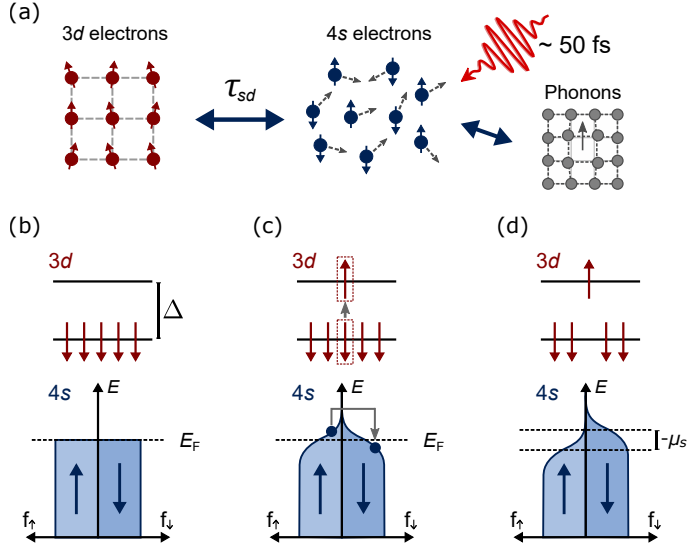 (a)
3d electrons
4s electrons
~ 50 fs
τsd
Phonons
(b)
(c)
(d)
3d
3d
3d
Δ
4s
E
4s
E
4s
E
EF
EF
-μs
f↑
f↓
f↑
f↓
f↑
f↓